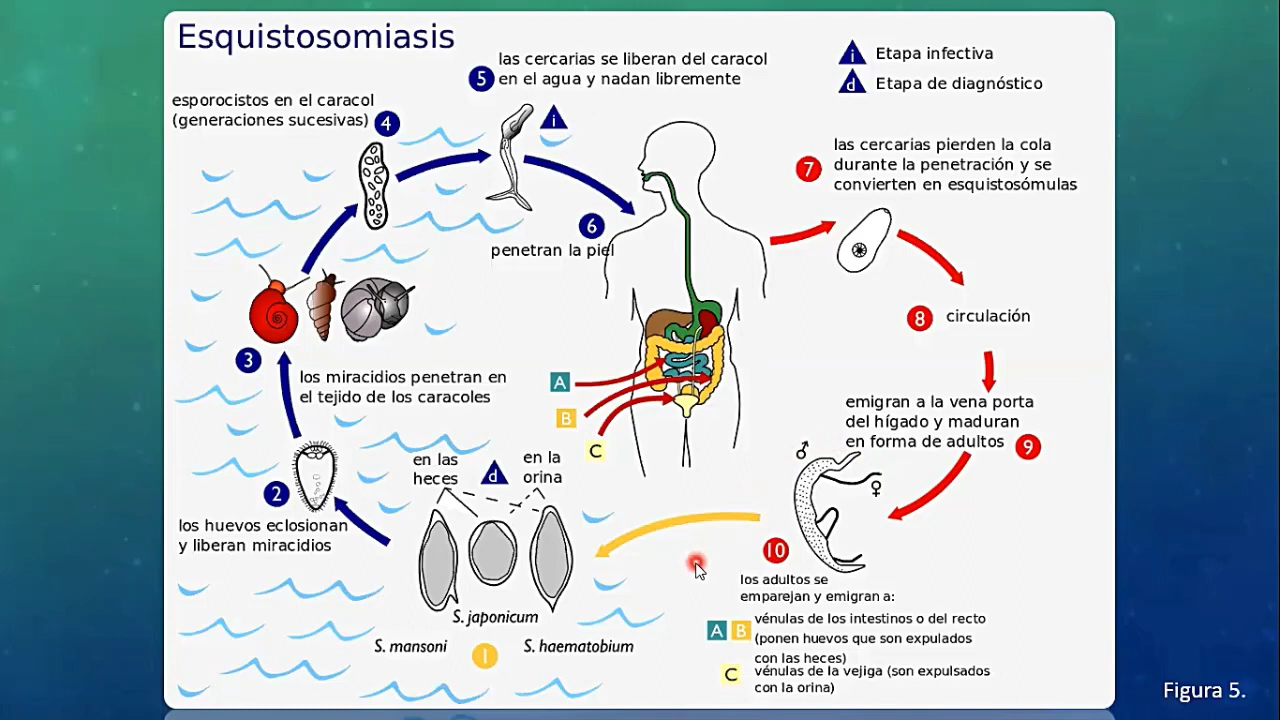 Esquistosomiasis
las cercarias se liberan del caracol
5 en el agua y nadan libremente
i Etapa infectiva
d Etapa de diagnóstico
esporocistos en el caracol
(generaciones sucesivas) 4
i
las cercarias pierden la cola
7 durante la penetración y se
convierten en esquistosómulas
6
penetran la piel
8 circulación
3
los miracidios penetran en
el tejido de los caracoles
A
B
C
emigran a la vena porta
del hígado y maduran
en forma de adultos 9
♂
♀
en las
heces
d
en la
orina
2
los huevos eclosionan
y liberan miracidios
10
los adultos se
emparejan y emigran a:
A B vénulas de los intestinos o del recto
(ponen huevos que son expulados
con las heces)
C vénulas de la vejiga (son expulsados
con la orina)
S. japonicum
S. mansoni
1
S. haematobium
Figura 5.